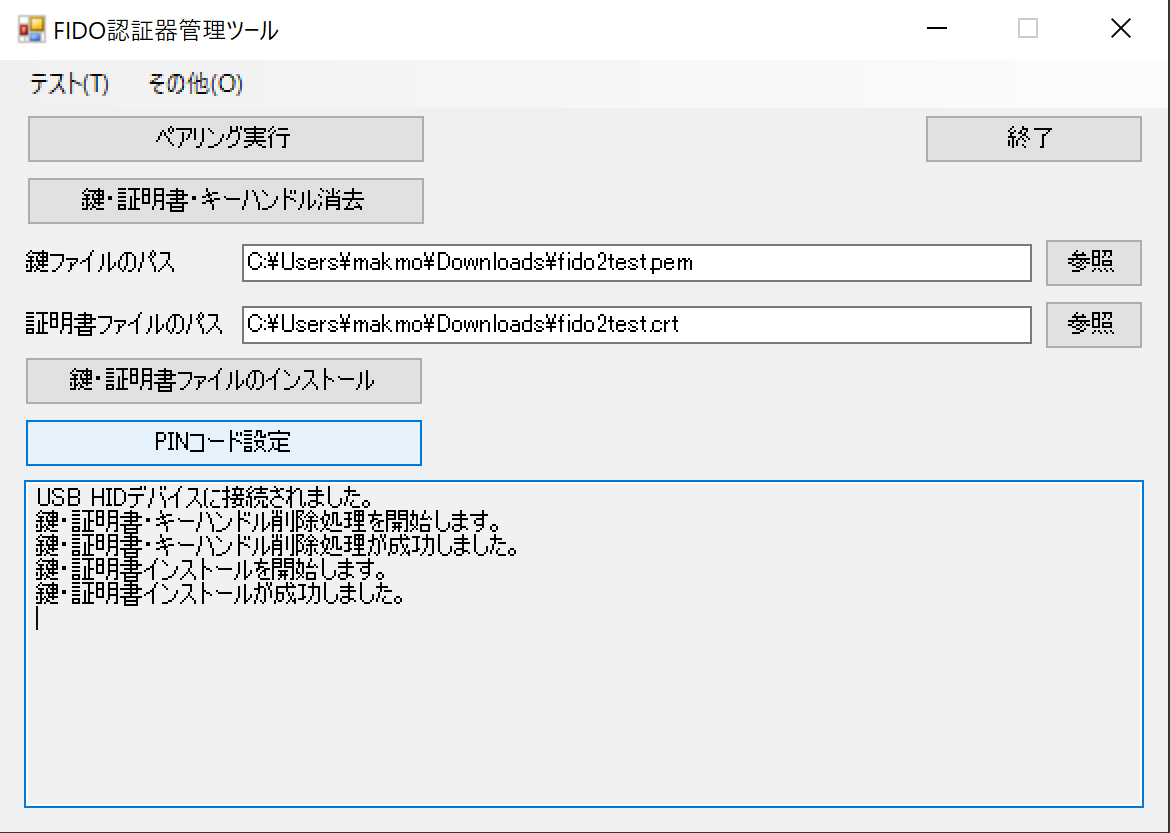 FIDO認証器管理ツール
テスト(T) その他(O)
ペアリング実行 終了
鍵・証明書・キーハンドル消去
鍵ファイルのパス C:¥Users¥makmo¥Downloads¥fido2test.pem 参照
証明書ファイルのパス C:¥Users¥makmo¥Downloads¥fido2test.crt 参照
鍵・証明書ファイルのインストール
PINコード設定
USB HIDデバイスに接続されました。
鍵・証明書・キーハンドル削除処理を開始します。
鍵・証明書・キーハンドル削除処理が成功しました。
鍵・証明書インストールを開始します。
鍵・証明書インストールが成功しました。